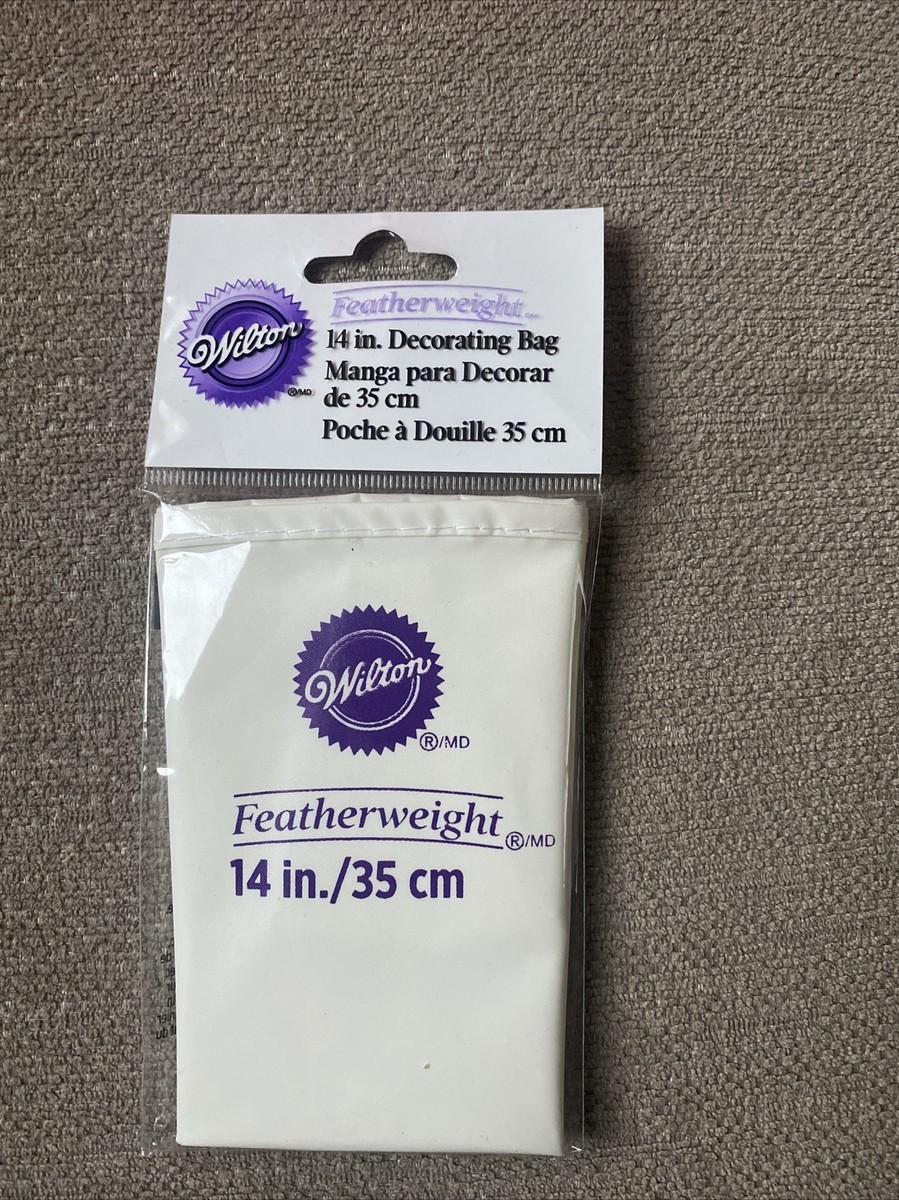 Wilton
®/MD
Featherweight
14 in. Decorating Bag
Manga para Decorar
de 35 cm
Poche à Douille 35 cm
Wilton
®/MD
Featherweight
®/MD
14 in./35 cm